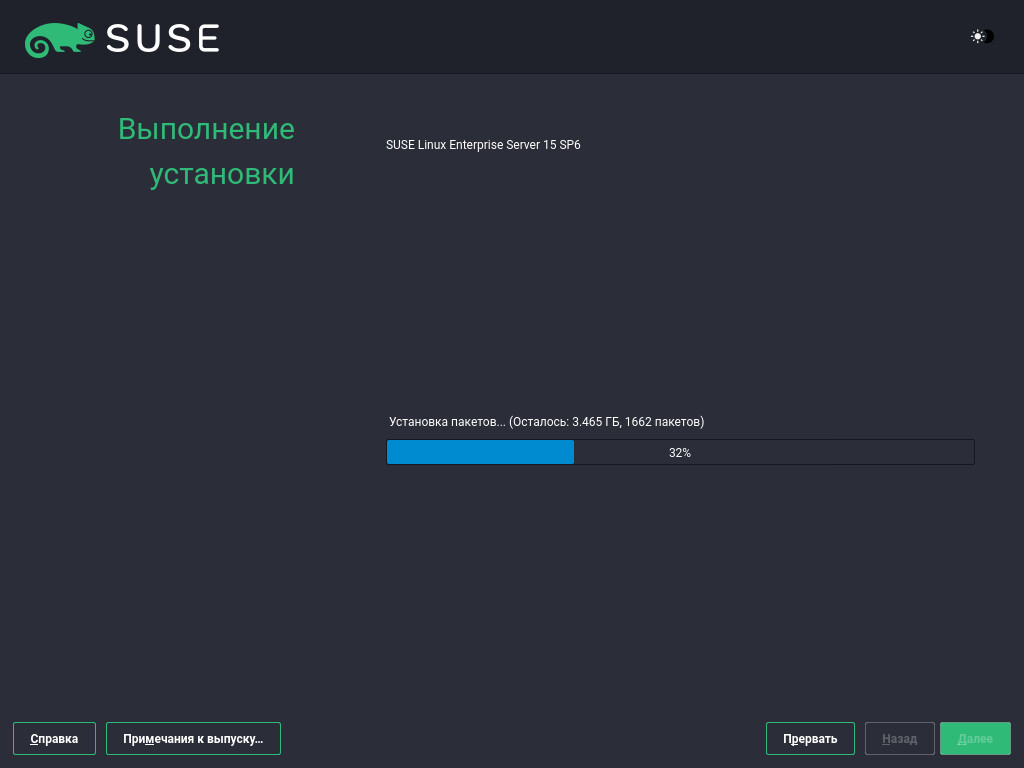 SUSE
Выполнение
установки
SUSE Linux Enterprise Server 15 SP6
Установка пакетов... (Осталось: 3.465 ГБ, 1662 пакетов)
32%
Справка
Примечания к выпуску...
Прервать
Назад
Далее